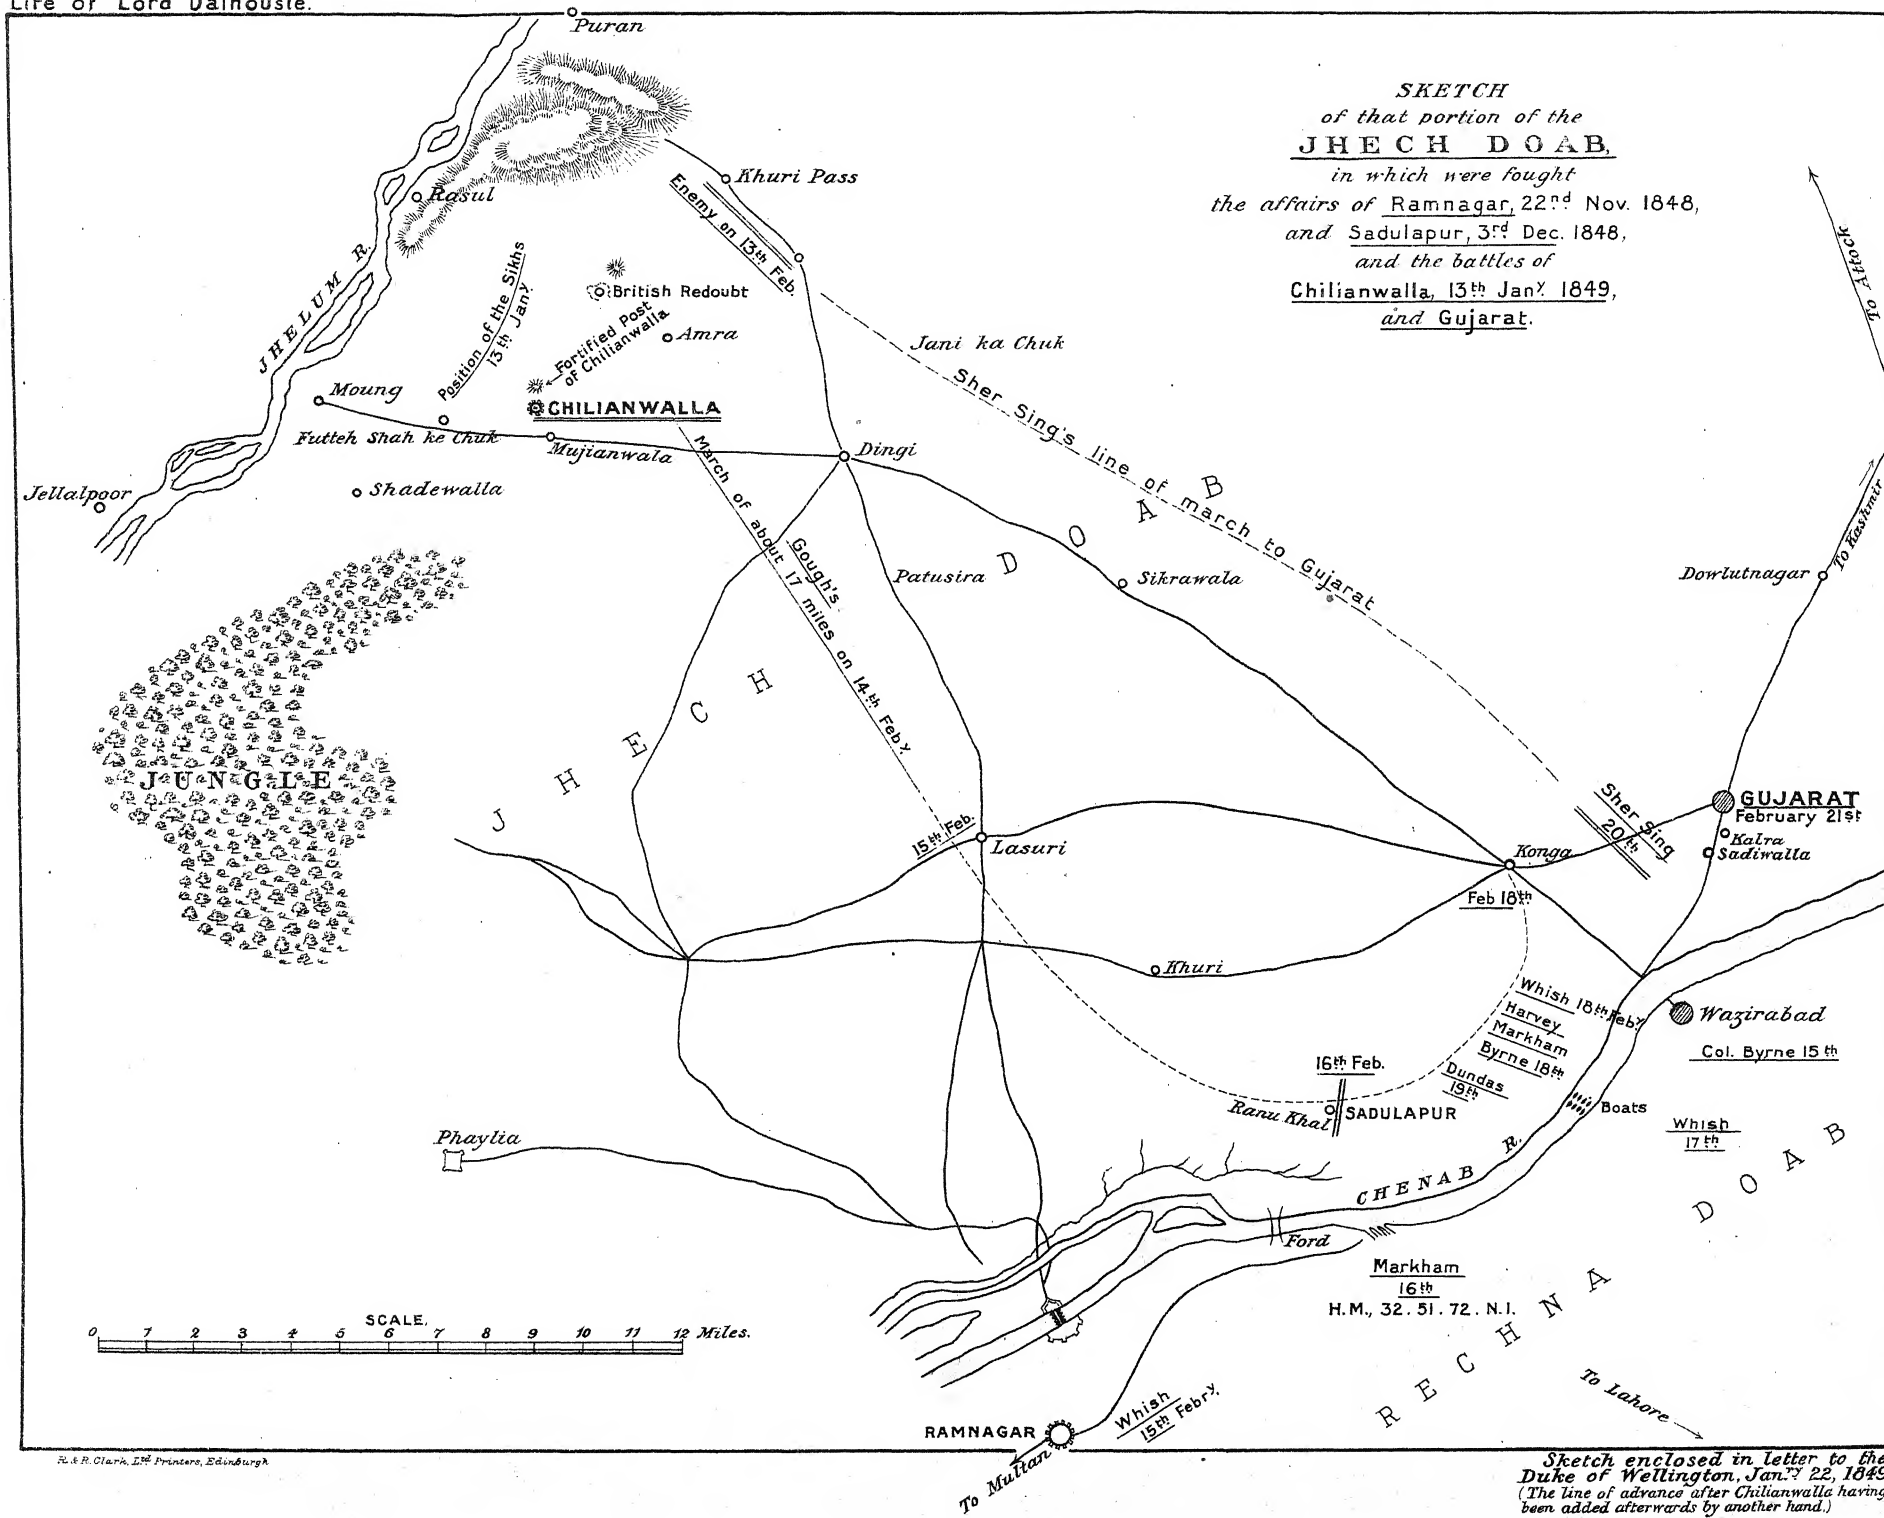 Life of Lord Dalhousie.
Puran
SKETCH
of that portion of the
JHECH DOAB,
in which were fought
the affairs of Ramnagar, 22nd Nov. 1848,
and Sadulapur, 3rd Dec. 1848,
and the battles of
Chilianwalla, 13th Jany. 1849,
and Gujarat.
Khuri Pass
Rasul
Enemy on 13th Feb.
To Attock
JHELUM R.
Position of the Sikhs
13th Jany.
British Redoubt
Fortified Post
of Chilianwalla
Amra
Jani ka Chuk
Sher Sing's line of march to Gujarat
Moung
CHILIANWALLA
Futteh Shah ke Chuk
Mujianwala
Dingi
Jellalpoor
Shadewalla
March of about 17 miles on 14th Feby.
Gough's
Patusira
Sikrawala
Dowlutnagar
To Kashmir
JHECH DOAB
JUNGLE
Sher Sing
20th
GUJARAT
February 21st
Kalra
Sadiwalla
15th Feb.
Lasuri
Konga
Feb 18th
Khuri
Whish 18th Feby.
Harvey
Markham
Byrne 18th
Dundas
19th
Wazirabad
Col. Byrne 15th
16th Feb.
Ranu Khal
SADULAPUR
Boats
Whish
17th
Phaylia
CHENAB R.
Ford
Markham
16th
H.M., 32. 51. 72. N.I.
RECHNA DOAB
SCALE.
0 1 2 3 4 5 6 7 8 9 10 11 12 Miles.
To Lahore
Whish
15th Febry.
RAMNAGAR
To Multan
R. & R. Clark, Ltd Printers, Edinburgh
Sketch enclosed in letter to the
Duke of Wellington, Janry 22, 1849
(The line of advance after Chilianwalla having
been added afterwards by another hand.)